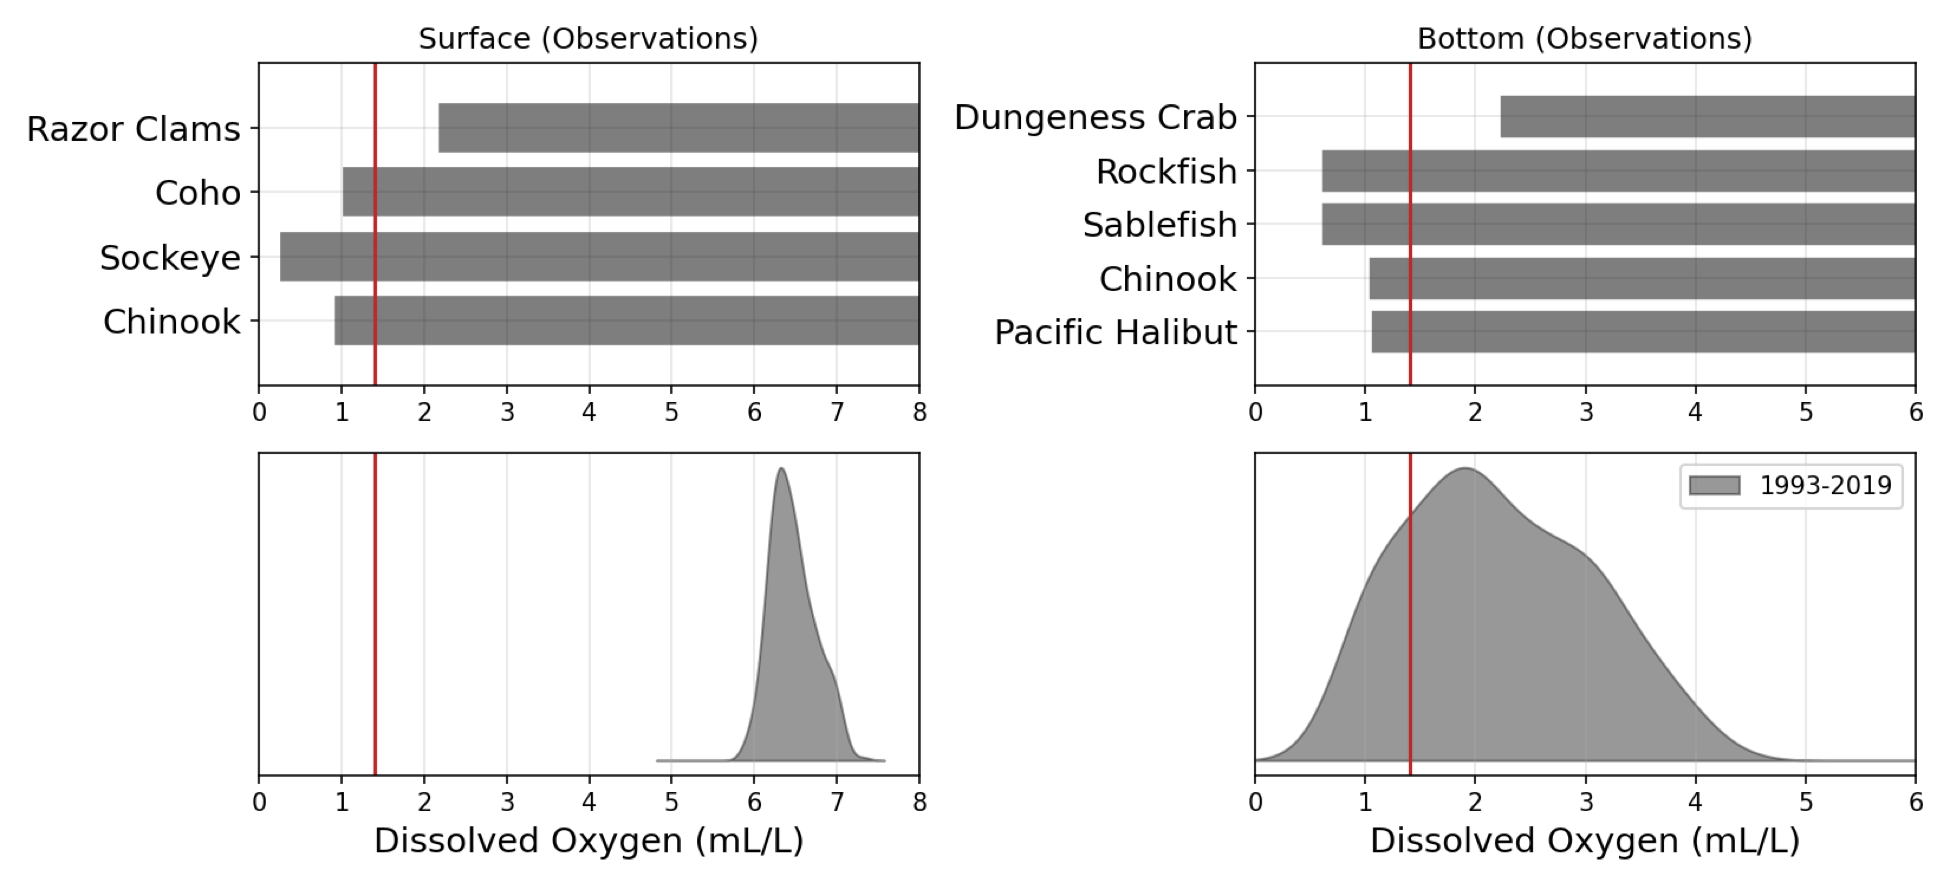 Surface (Observations)
Razor Clams
Coho
Sockeye
Chinook
0 1 2 3 4 5 6 7 8
Bottom (Observations)
Dungeness Crab
Rockfish
Sablefish
Chinook
Pacific Halibut
0 1 2 3 4 5 6
0 1 2 3 4 5 6 7 8
Dissolved Oxygen (mL/L)
1993-2019
0 1 2 3 4 5 6
Dissolved Oxygen (mL/L)